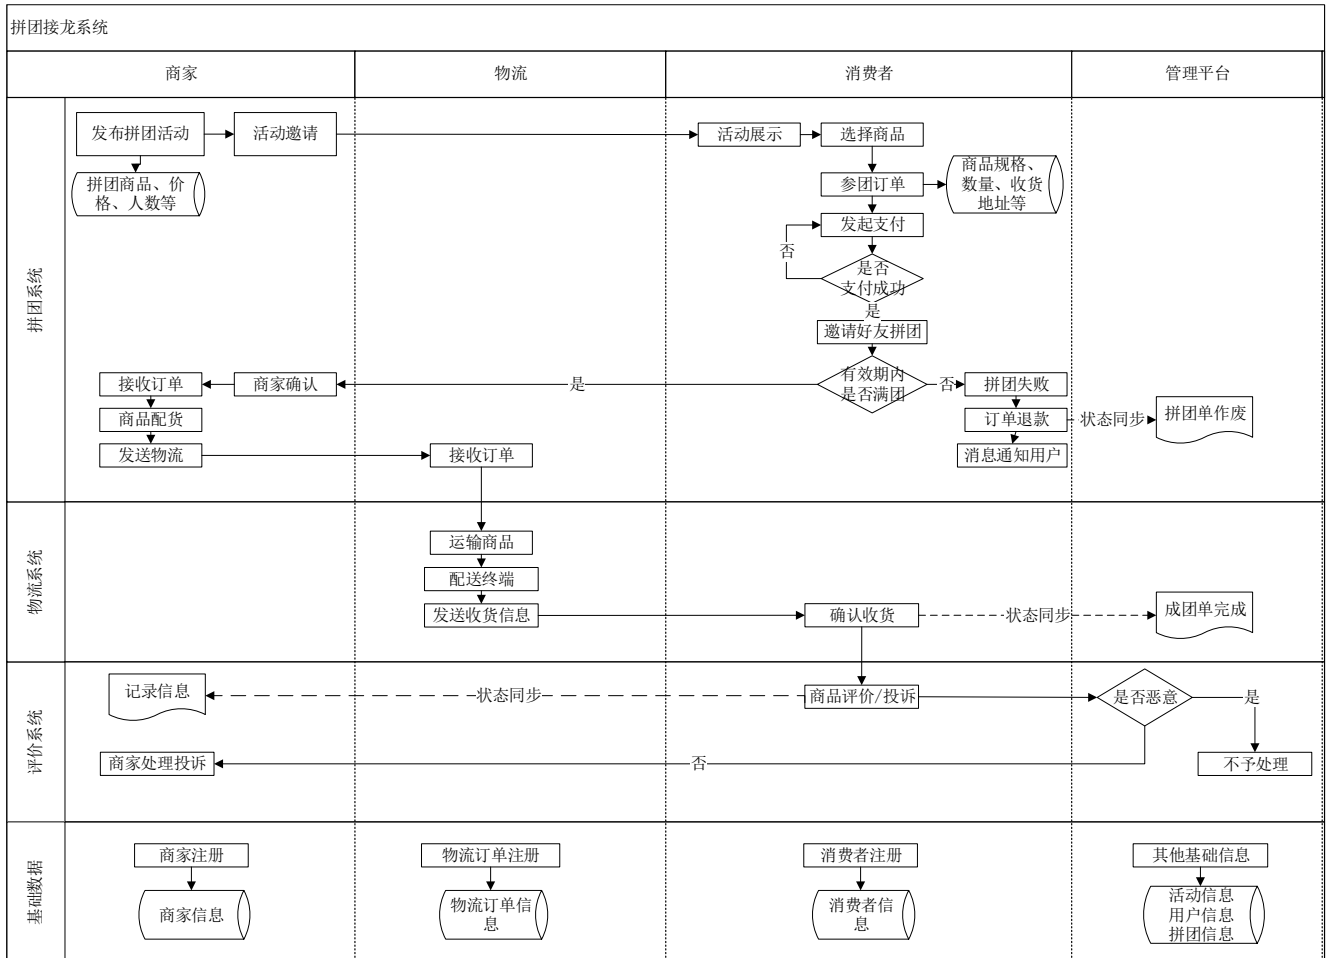 拼团接龙系统
商家
物流
消费者
管理平台
拼团系统
发布拼团活动
活动邀请
活动展示
选择商品
拼团商品、价
格、人数等
参团订单
商品规格、
数量、收货
地址等
发起支付
否
是否
支付成功
是
邀请好友拼团
有效期内
是否满团
是
否
商家确认
接收订单
拼团失败
商品配货
订单退款
状态同步
拼团单作废
发送物流
接收订单
消息通知用户
物流系统
运输商品
配送终端
发送收货信息
确认收货
状态同步
成团单完成
评价系统
记录信息
状态同步
商品评价/投诉
是否恶意
是
商家处理投诉
否
不予处理
基础数据
商家注册
物流订单注册
消费者注册
其他基础信息
商家信息
物流订单信
息
消费者信
息
活动信息
用户信息
拼团信息